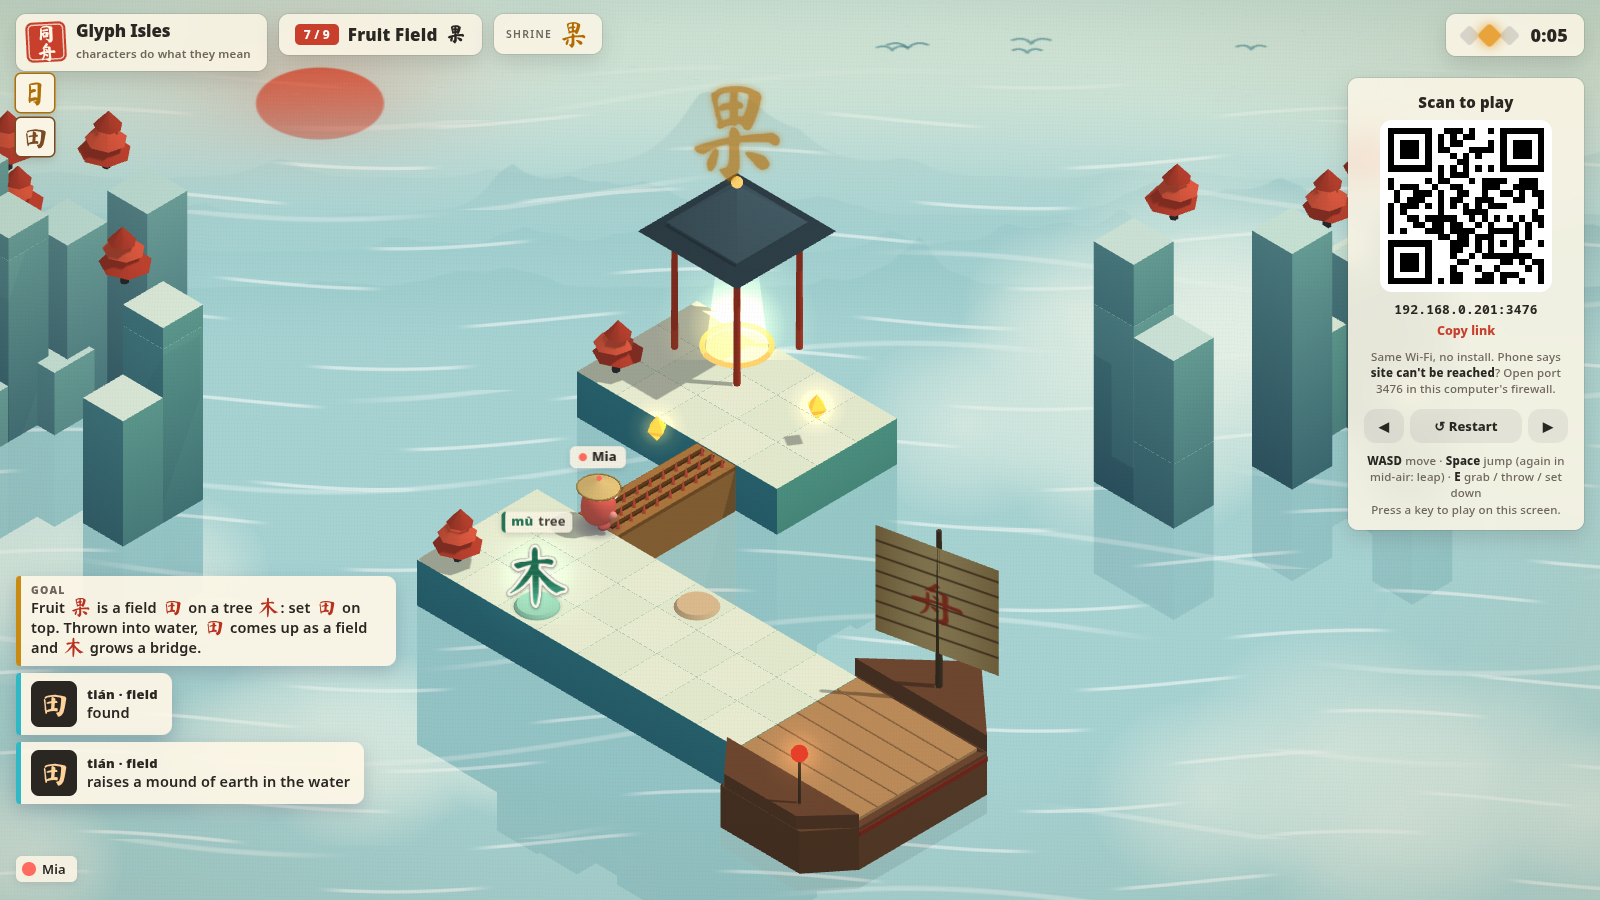 同舟
Glyph Isles
characters do what they mean
7 / 9 Fruit Field 果
SHRINE 果
0:05
日
田
果
Scan to play
192.168.0.201:3476
Copy link
Same Wi-Fi, no install. Phone says
site can't be reached? Open port
3476 in this computer's firewall.
◀ ↺ Restart ▶
WASD move · Space jump (again in
mid-air: leap) · E grab / throw / set
down
Press a key to play on this screen.
Mia
mù tree
木
舟
GOAL
Fruit 果 is a field 田 on a tree 木: set 田 on
top. Thrown into water, 田 comes up as a field
and 木 grows a bridge.
田
tián · field
found
田
tián · field
raises a mound of earth in the water
Mia